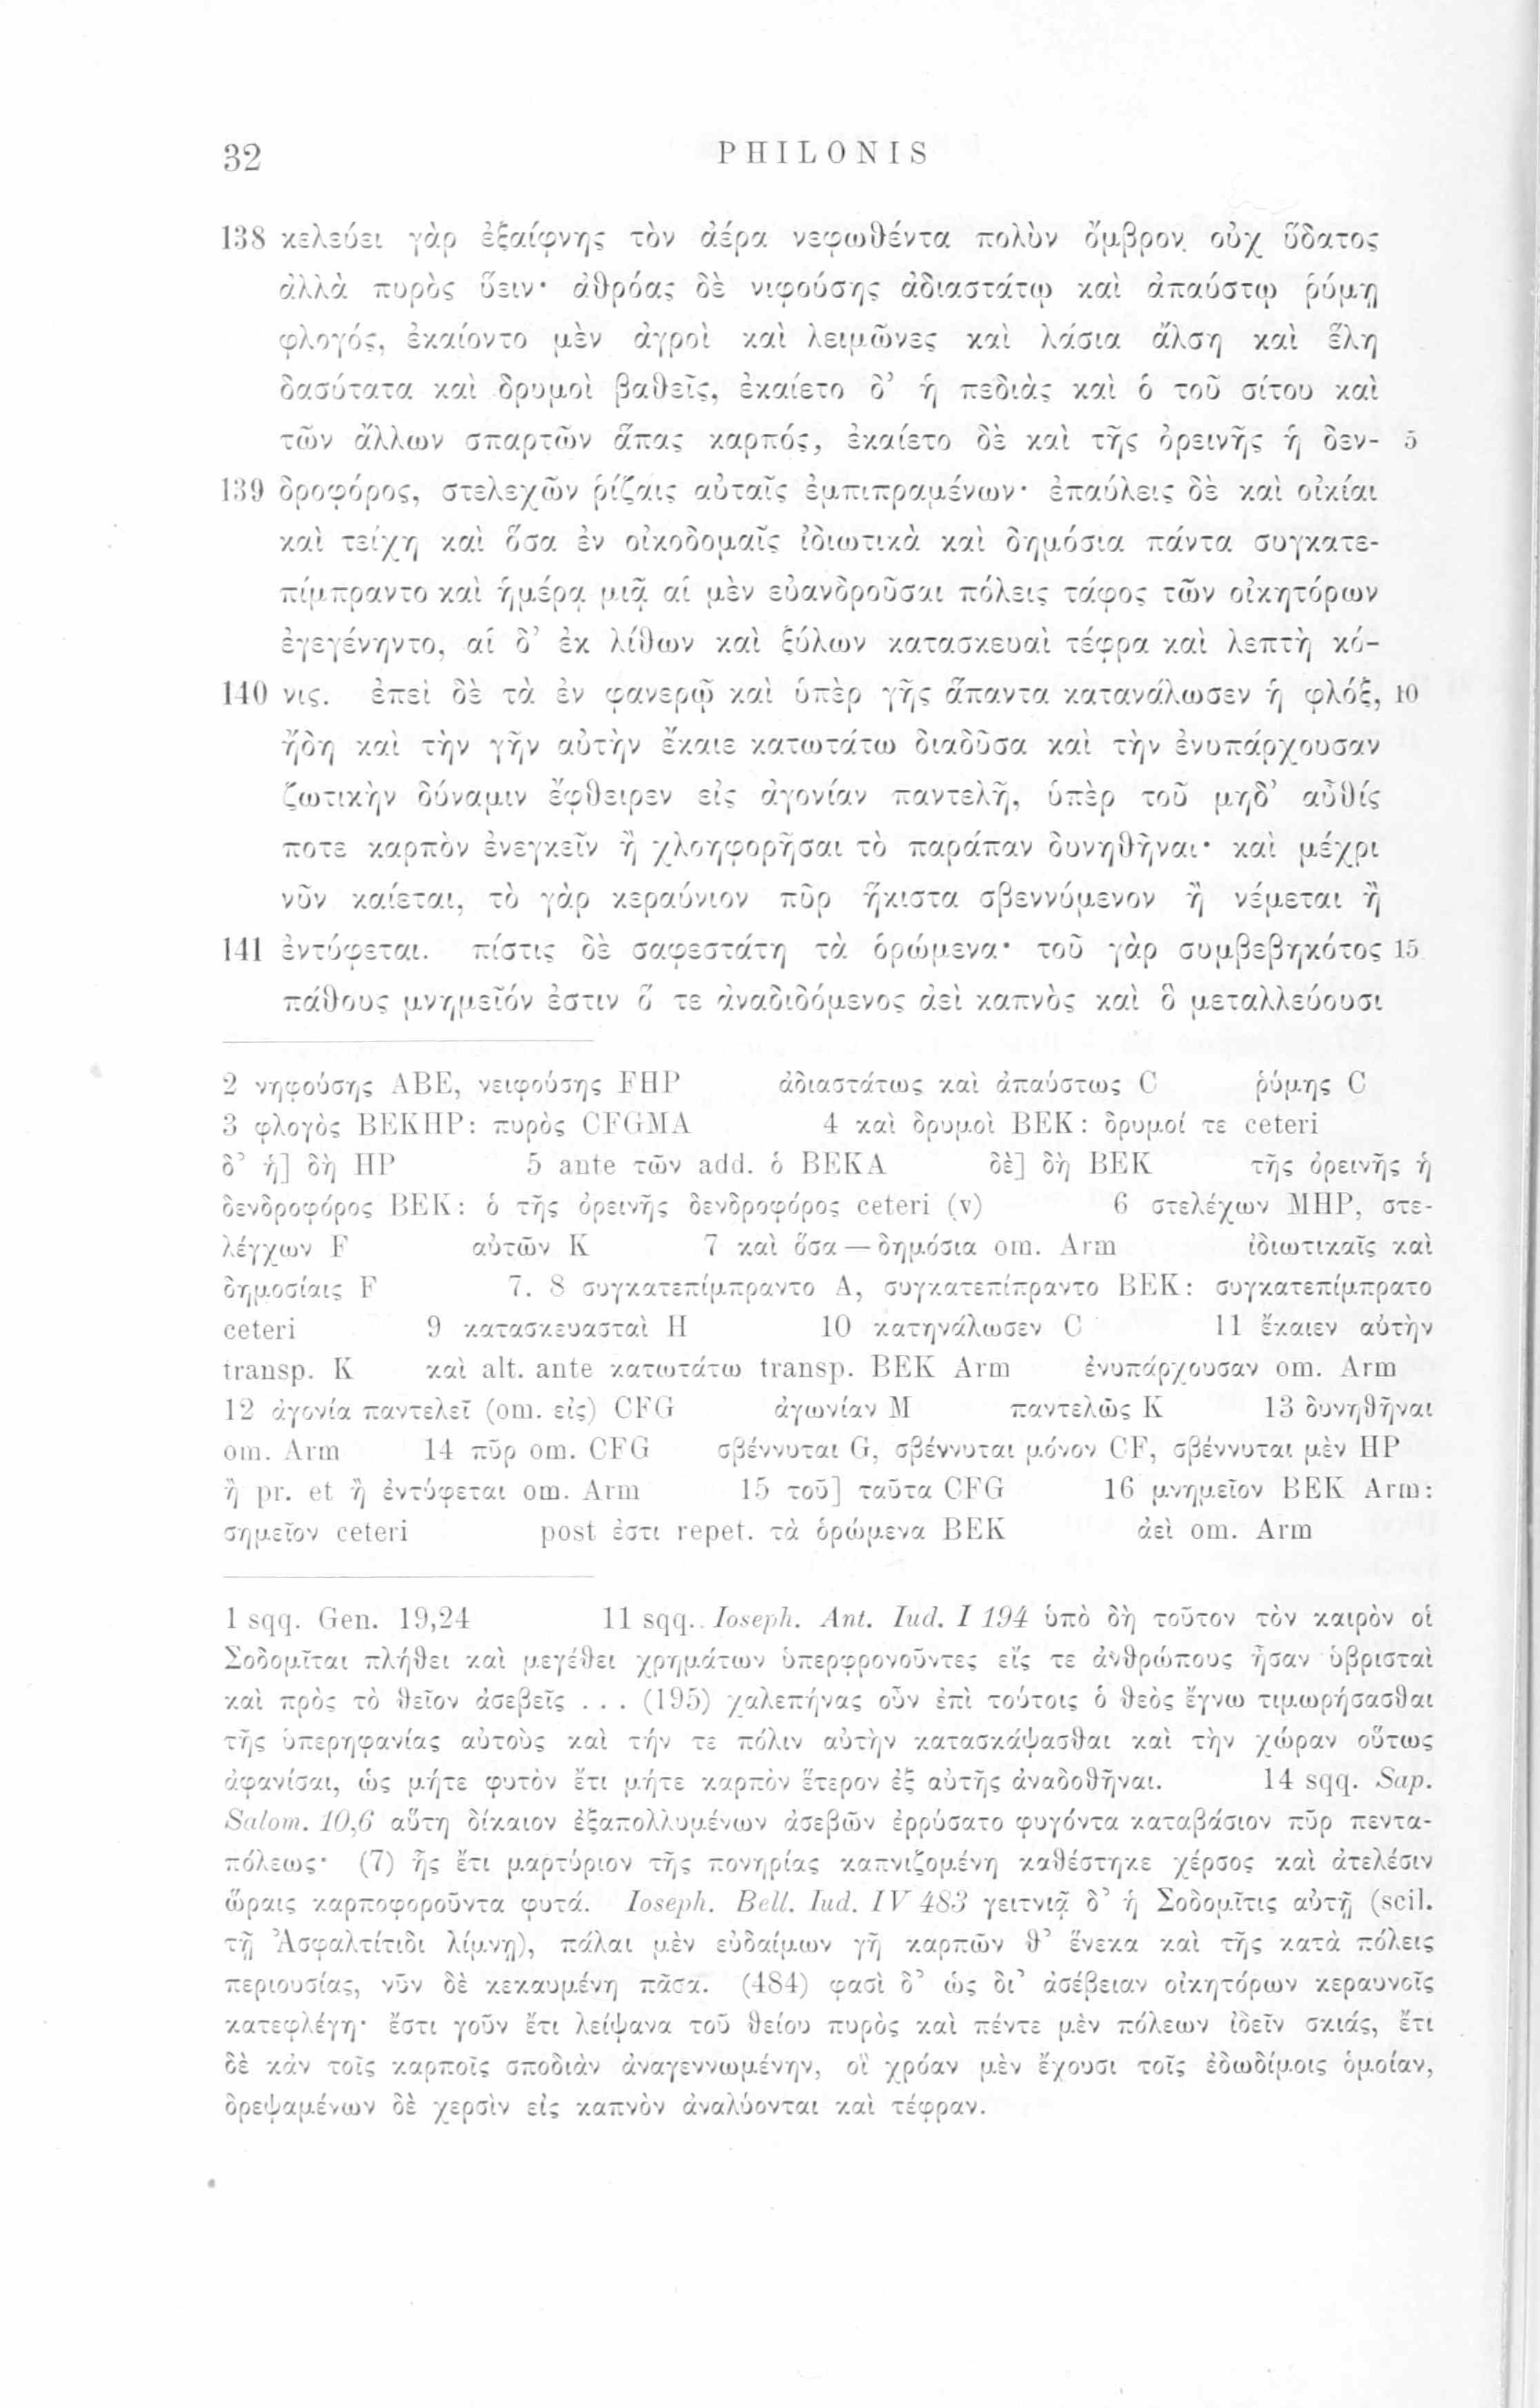 32 PHILONIS
138 κελεύει γὰρ ἐξαίφνης τὸν ἀέρα νεφωθέντα πολὺν ὄμβρον οὐχ ὕδατος
ἀλλὰ πυρὸς ὕειν· ἀθρόας δὲ νιφούσης ἀδιαστάτῳ καὶ ἀπαύστῳ ῥύμῃ
φλογός, ἐκαίοντο μὲν ἀγροὶ καὶ λειμῶνες καὶ λάσια ἄλση καὶ ἕλη
δασύτατα καὶ δρυμοὶ βαθεῖς, ἐκαίετο δ’ ἡ πεδιὰς καὶ ὁ τοῦ σίτου καὶ
τῶν ἄλλων σπαρτῶν ἅπας καρπός, ἐκαίετο δὲ καὶ τῆς ὀρεινῆς ἡ δεν- 5
139 δροφόρος, στελεχῶν ῥίζαις αὐταῖς ἐμπιπραμένων· ἐπαύλεις δὲ καὶ οἰκίαι
καὶ τείχη καὶ ὅσα ἐν οἰκοδομαῖς ἰδιωτικὰ καὶ δημόσια πάντα συγκατε-
πίμπραντο καὶ ἡμέρᾳ μιᾷ αἱ μὲν εὐανδροῦσαι πόλεις τάφος τῶν οἰκητόρων
ἐγεγένηντο, αἱ δ’ ἐκ λίθων καὶ ξύλων κατασκευαὶ τέφρα καὶ λεπτὴ κό-
140 νις. ἐπεὶ δὲ τὰ ἐν φανερῷ καὶ ὑπὲρ γῆς ἅπαντα κατανάλωσεν ἡ φλόξ, 10
ἤδη καὶ τὴν γῆν αὐτὴν ἔκαιε κατωτάτω διαδῦσα καὶ τὴν ἐνυπάρχουσαν
ζωτικὴν δύναμιν ἔφθειρεν εἰς ἀγονίαν παντελῆ, ὑπὲρ τοῦ μηδ’ αὖθίς
ποτε καρπὸν ἐνεγκεῖν ἢ χλοηφορῆσαι τὸ παράπαν δυνηθῆναι· καὶ μέχρι
νῦν καίεται, τὸ γὰρ κεραύνιον πῦρ ἥκιστα σβεννύμενον ἢ νέμεται ἢ
141 ἐντύφεται. πίστις δὲ σαφεστάτη τὰ ὁρώμενα· τοῦ γὰρ συμβεβηκότος 15
πάθους μνημεῖόν ἐστιν ὅ τε ἀναδιδόμενος ἀεὶ καπνὸς καὶ ὃ μεταλλεύουσι
2 νηφούσης ABE, νειφούσης FHP ἀδιαστάτως καὶ ἀπαύστως C ῥύμης C
3 φλογὸς BEKHP: πυρὸς CFGMA 4 καὶ δρυμοὶ BEK: δρυμοί τε ceteri
δ’ ἡ] δὴ HP 5 ante τῶν add. ὁ BEKA δὲ] δὴ BEK τῆς ὀρεινῆς ἡ
δενδροφόρος BEK: ὁ τῆς ὀρεινῆς δενδροφόρος ceteri (v) 6 στελέχων MHP, στε-
λέγχων F αὐτῶν K 7 καὶ ὅσα — δημόσια om. Arm ἰδιωτικαῖς καὶ
δημοσίαις F 7. 8 συγκατεπίμπραντο A, συγκατεπίπραντο BEK: συγκατεπίμπρατο
ceteri 9 κατασκευασταὶ H 10 κατηνάλωσεν C 11 ἔκαιεν αὐτὴν
transp. K καὶ alt. ante κατωτάτω transp. BEK Arm ἐνυπάρχουσαν om. Arm
12 ἀγονία παντελεῖ (om. εἰς) CFG ἀγωνίαν M παντελῶς K 13 δυνηθῆναι
om. Arm 14 πῦρ om. CFG σβέννυται G, σβέννυται μόνον CF, σβέννυται μὲν HP
ἢ pr. et ἢ ἐντύφεται om. Arm 15 τοῦ] ταῦτα CFG 16 μνημεῖον BEK Arm:
σημεῖον ceteri post ἐστι repet. τὰ ὁρώμενα BEK ἀεὶ om. Arm
1 sqq. Gen. 19,24 11 sqq. Ioseph. Ant. Iud. I 194 ὑπὸ δὴ τοῦτον τὸν καιρὸν οἱ
Σοδομῖται πλήθει καὶ μεγέθει χρημάτων ὑπερφρονοῦντες εἴς τε ἀνθρώπους ἦσαν ὑβρισταὶ
καὶ πρὸς τὸ θεῖον ἀσεβεῖς . . . (195) χαλεπήνας οὖν ἐπὶ τούτοις ὁ θεὸς ἔγνω τιμωρήσασθαι
τῆς ὑπερηφανίας αὐτοὺς καὶ τήν τε πόλιν αὐτὴν κατασκάψασθαι καὶ τὴν χώραν οὕτως
ἀφανίσαι, ὡς μήτε φυτὸν ἔτι μήτε καρπὸν ἕτερον ἐξ αὐτῆς ἀναδοθῆναι. 14 sqq. Sap.
Salom. 10,6 αὕτη δίκαιον ἐξαπολλυμένων ἀσεβῶν ἐρρύσατο φυγόντα καταβάσιον πῦρ πεντα-
πόλεως· (7) ἧς ἔτι μαρτύριον τῆς πονηρίας καπνιζομένη καθέστηκε χέρσος καὶ ἀτελέσιν
ὥραις καρποφοροῦντα φυτά. Ioseph. Bell. Iud. IV 483 γειτνιᾷ δ’ ἡ Σοδομῖτις αὐτῇ (scil.
τῇ Ἀσφαλτίτιδι λίμνῃ), πάλαι μὲν εὐδαίμων γῆ καρπῶν θ’ ἕνεκα καὶ τῆς κατὰ πόλεις
περιουσίας, νῦν δὲ κεκαυμένη πᾶσα. (484) φασὶ δ’ ὡς δι’ ἀσέβειαν οἰκητόρων κεραυνοῖς
κατεφλέγη· ἔστι γοῦν ἔτι λείψανα τοῦ θείου πυρὸς καὶ πέντε μὲν πόλεων ἰδεῖν σκιάς, ἔτι
δὲ κἀν τοῖς καρποῖς σποδιὰν ἀναγεννωμένην, οἳ χρόαν μὲν ἔχουσι τοῖς ἐδωδίμοις ὁμοίαν,
δρεψαμένων δὲ χερσὶν εἰς καπνὸν ἀναλύονται καὶ τέφραν.